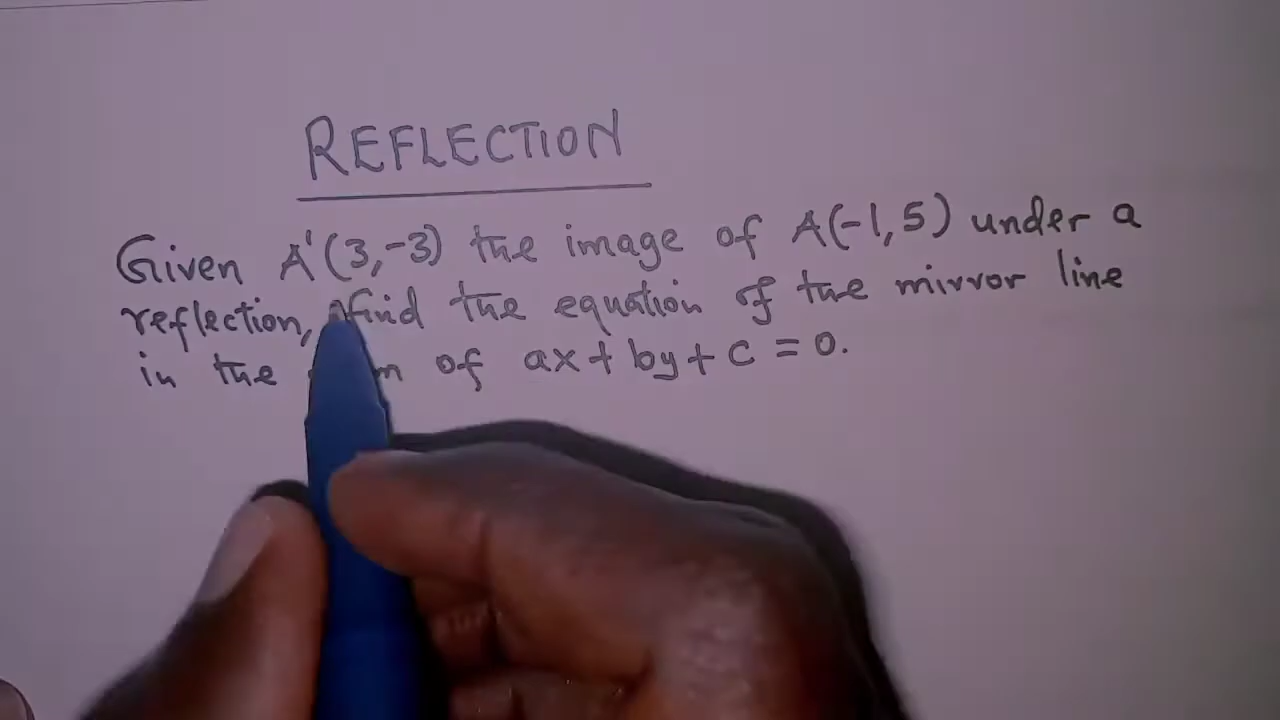 REFLECTION
Given A'(3,-3) the image of A(-1,5) under a
reflection, find the equation of the mirror line
in the of ax + by + c = 0.